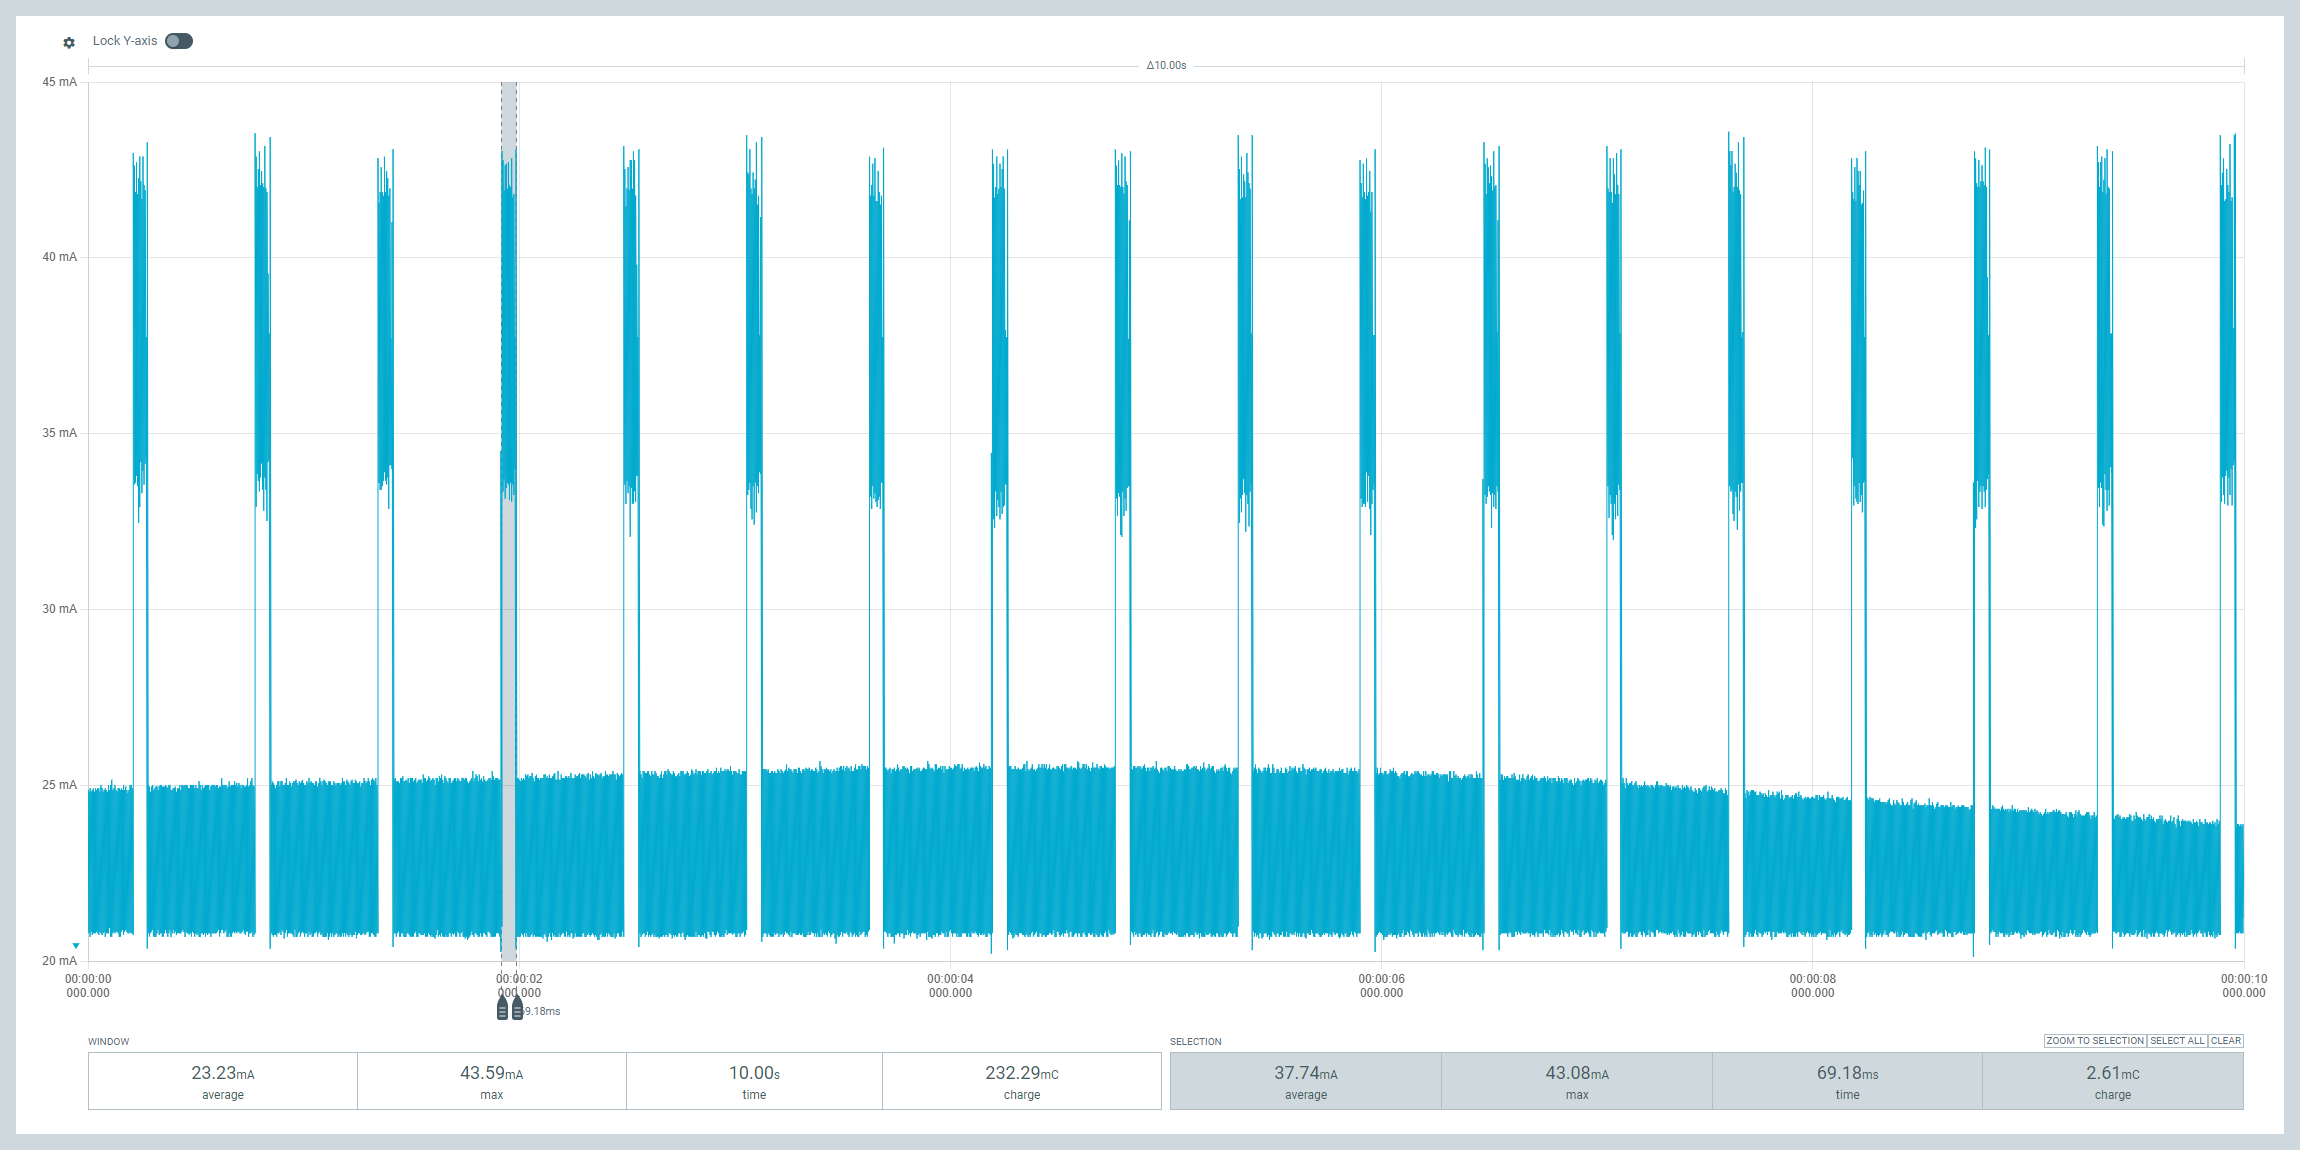 Lock Y-axis
Δ10.00s
45 mA
40 mA
35 mA
30 mA
25 mA
20 mA
00:00:00 00:00:02 00:00:04 00:00:06 00:00:08 00:00:10
000.000 000.000 000.000 000.000 000.000 000.000
9.18ms
WINDOW
23.23mA 43.59mA 10.00s 232.29mC
average max time charge
SELECTION ZOOM TO SELECTION SELECT ALL CLEAR
37.74mA 43.08mA 69.18ms 2.61mC
average max time charge